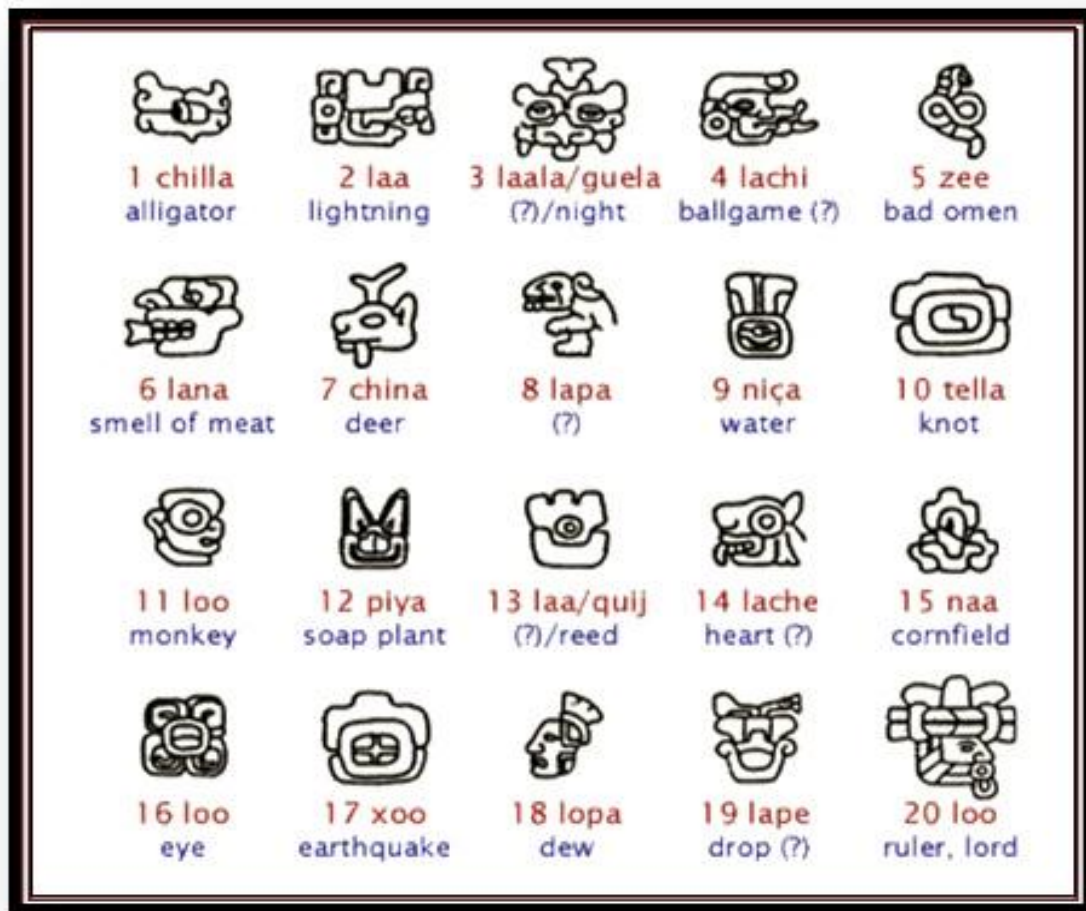 1 chilla 2 laa 3 laala/guela 4 lachi 5 zee
alligator lightning (?)/night ballgame (?) bad omen
6 lana 7 china 8 lapa 9 niça 10 tella
smell of meat deer (?) water knot
11 loo 12 piya 13 laa/quij 14 lache 15 naa
monkey soap plant (?)/reed heart (?) cornfield
16 loo 17 xoo 18 lopa 19 lape 20 loo
eye earthquake dew drop (?) ruler, lord